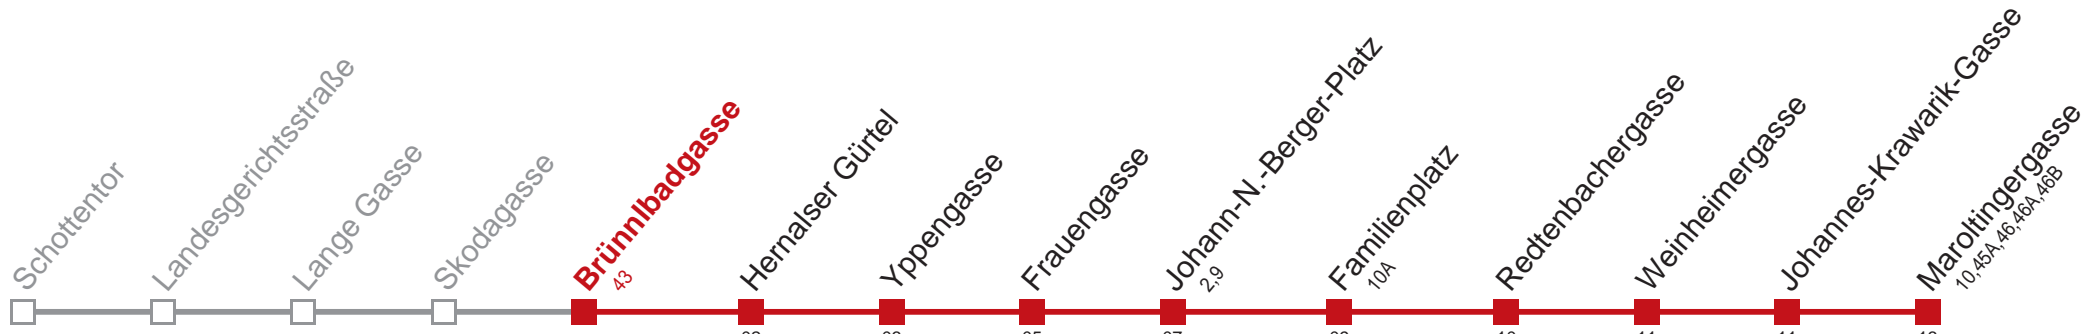 Schottentor
Landesgerichtsstraße
Lange Gasse
Skodagasse
Brünnlbadgasse
43
Hernalser Gürtel
Yppengasse
Frauengasse
Johann-N.-Berger-Platz
2,9
Familienplatz
10A
Redtenbachergasse
Weinheimergasse
Johannes-Krawarik-Gasse
Maroltingergasse
10,45A,46,46A,46B